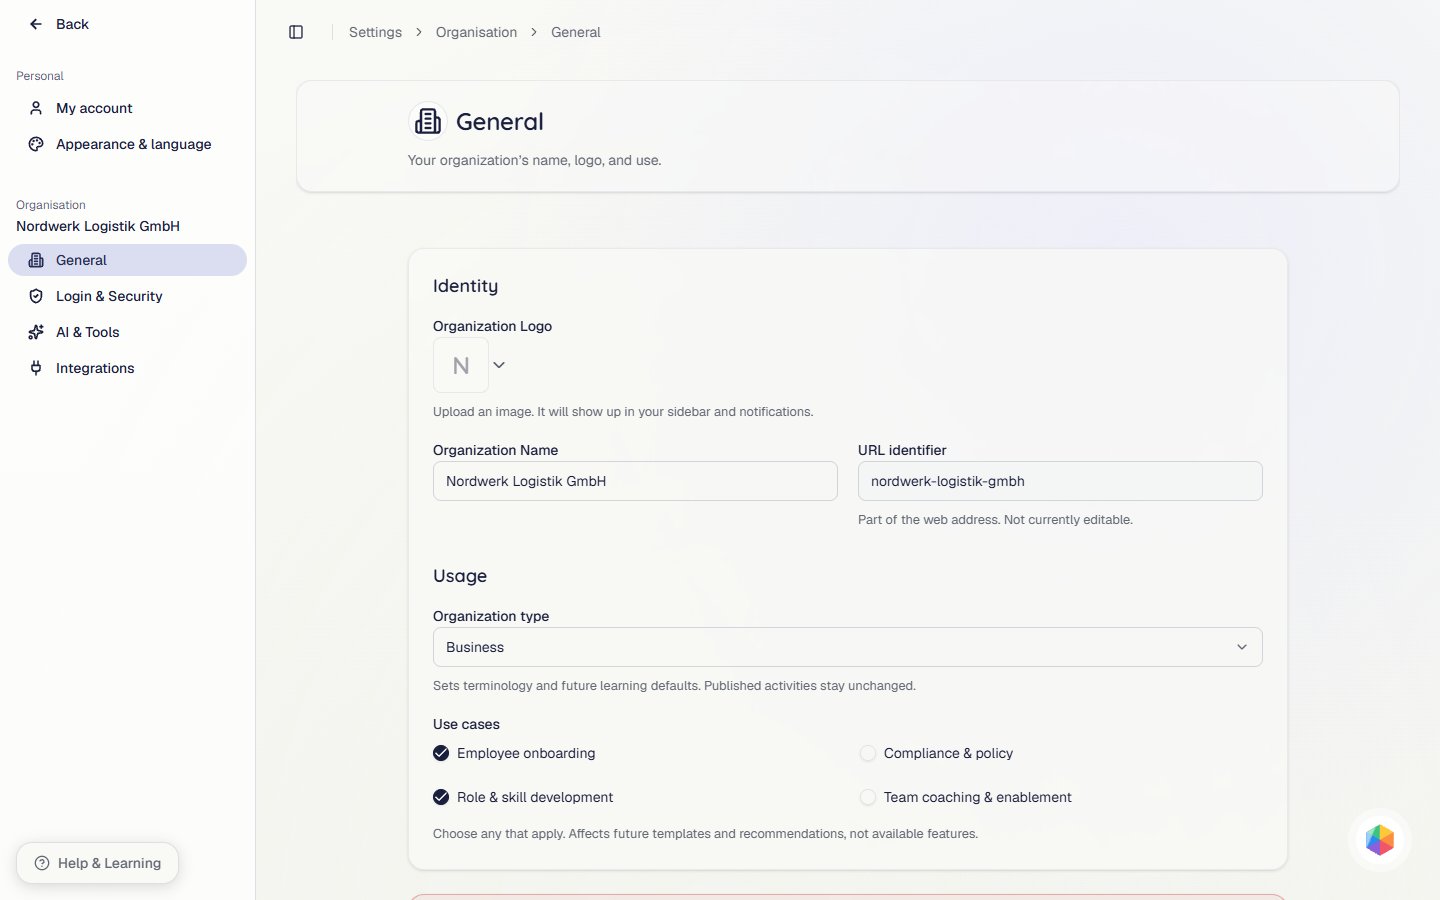 Back
Personal
My account
Appearance & language
Organisation
Nordwerk Logistik GmbH
General
Login & Security
AI & Tools
Integrations
Help & Learning
Settings > Organisation > General
General
Your organization's name, logo, and use.
Identity
Organization Logo
N
Upload an image. It will show up in your sidebar and notifications.
Organization Name
Nordwerk Logistik GmbH
URL identifier
nordwerk-logistik-gmbh
Part of the web address. Not currently editable.
Usage
Organization type
Business
Sets terminology and future learning defaults. Published activities stay unchanged.
Use cases
Employee onboarding
Compliance & policy
Role & skill development
Team coaching & enablement
Choose any that apply. Affects future templates and recommendations, not available features.